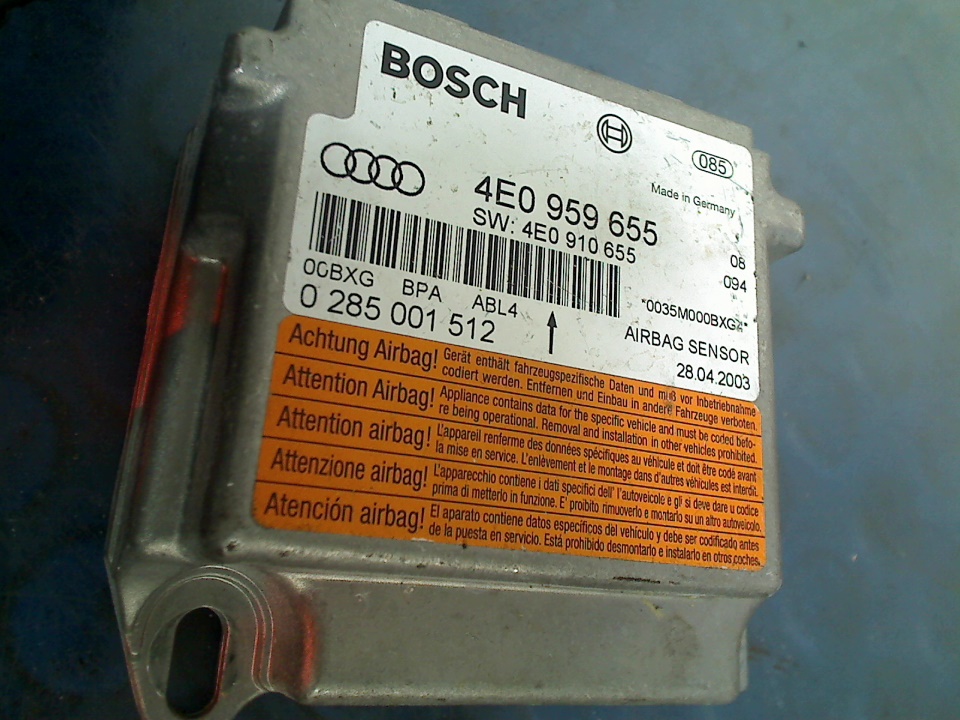 BOSCH
085
Made in Germany
4E0 959 655
SW: 4E0 910 655
08
094
00BXG BPA ABL4
*0035M000BXGZ*
0 285 001 512
AIRBAG SENSOR
28.04.2003
Achtung Airbag! Gerät enthält fahrzeugspezifische Daten und muß vor Inbetriebnahme
codiert werden. Entfernen und Einbau in andere Fahrzeuge verboten.
Attention Airbag! Appliance contains data for the specific vehicle and must be coded befo-
re being operational. Removal and installation in other vehicles prohibited.
Attention airbag! L'appareil renferme des données spécifiques au véhicule et doit être codé avant
la mise en service. L'enlèvement et le montage dans d'autres véhicules est interdit.
Attenzione airbag! L'apparecchio contiene i dati specifici dell' l'autoveicolo e gli si deve dare u codice
prima di metterlo in funzione. E' proibito rimuoverlo e montarlo su un altro autoveicolo.
Atención airbag! El aparato contiene datos específicos del vehículo y debe ser codificado antes
de la puesta en servicio. Está prohibido desmontarlo e instalarlo en otros coches.